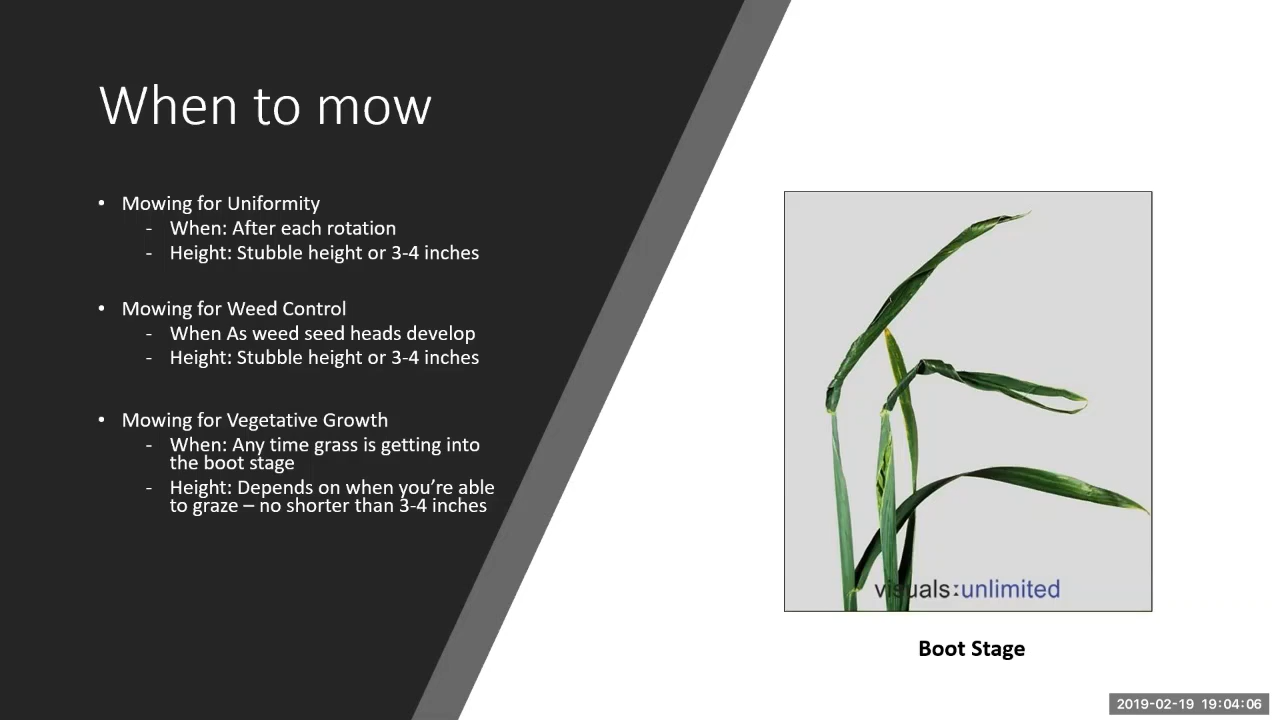 When to mow
• Mowing for Uniformity
- When: After each rotation
- Height: Stubble height or 3-4 inches
• Mowing for Weed Control
- When As weed seed heads develop
- Height: Stubble height or 3-4 inches
• Mowing for Vegetative Growth
- When: Any time grass is getting into
the boot stage
- Height: Depends on when you’re able
to graze – no shorter than 3-4 inches
visuals:unlimited
Boot Stage
2019-02-19 19:04:06